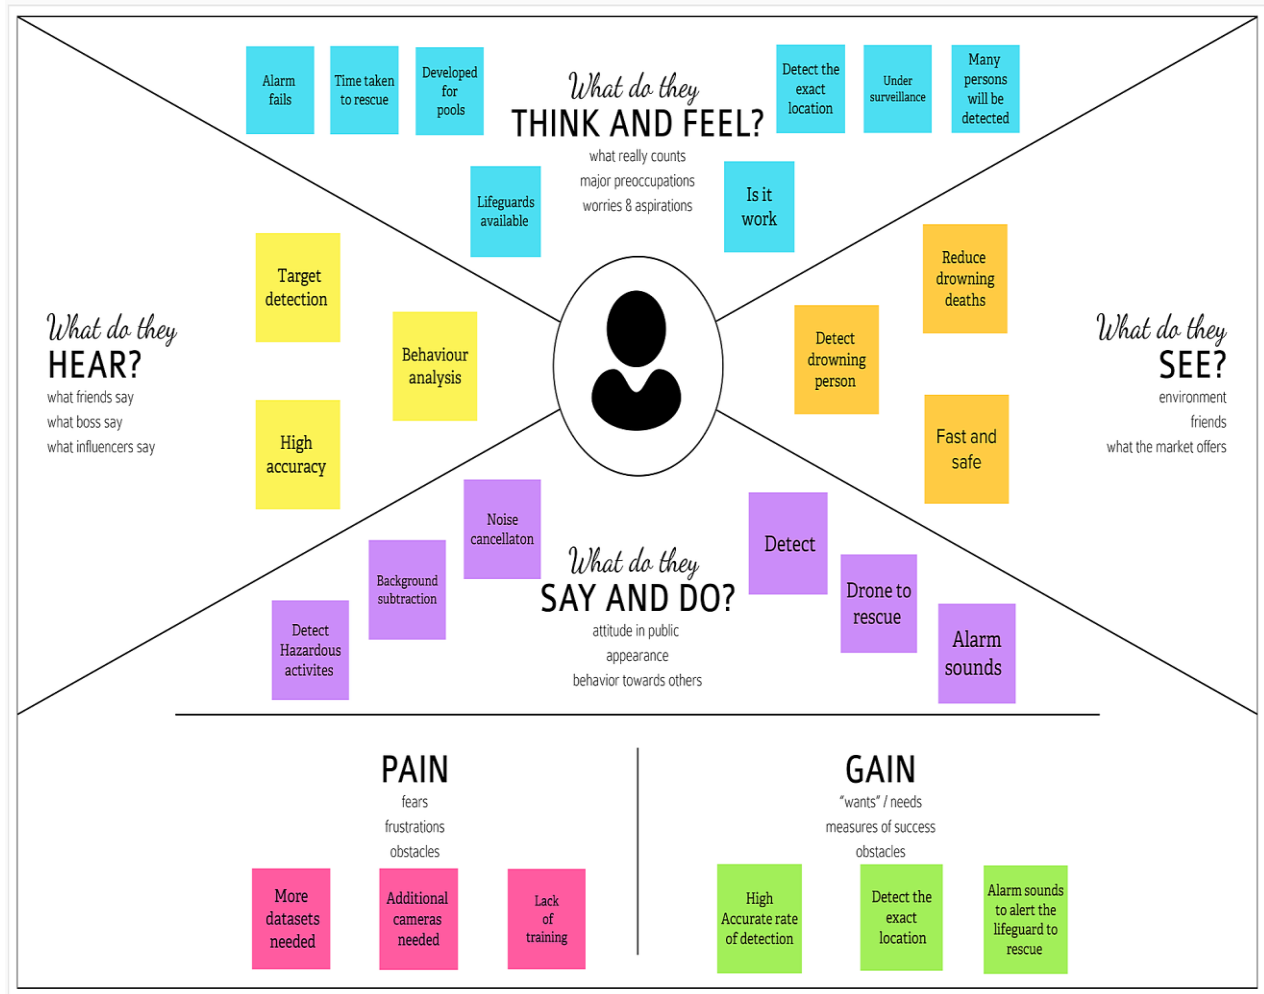 Alarm
fails
Time taken
to rescue
Developed
for
pools
What do they
THINK AND FEEL?
what really counts
major preoccupations
worries & aspirations
Detect the
exact
location
Under
surveillance
Many
persons
will be
detected
Lifeguards
available
Is it
work
What do they
HEAR?
what friends say
what boss say
what influencers say
Target
detection
Behaviour
analysis
High
accuracy
Reduce
drowning
deaths
Detect
drowning
person
Fast and
safe
What do they
SEE?
environment
friends
what the market offers
Noise
cancellaton
Background
subtraction
Detect
Hazardous
activites
What do they
SAY AND DO?
attitude in public
appearance
behavior towards others
Detect
Drone to
rescue
Alarm
sounds
PAIN
fears
frustrations
obstacles
More
datasets
needed
Additional
cameras
needed
Lack
of
training
GAIN
"wants" / needs
measures of success
obstacles
High
Accurate rate
of detection
Detect the
exact
location
Alarm sounds
to alert the
lifeguard to
rescue